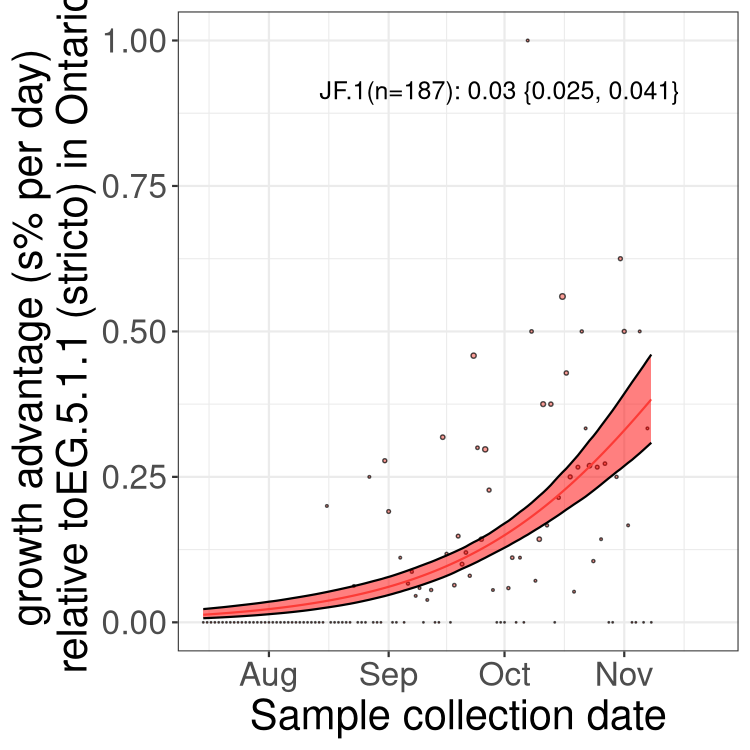 growth advantage (s% per day)
relative toEG.5.1.1 (stricto) in Ontario
1.00
0.75
0.50
0.25
0.00
JF.1(n=187): 0.03 {0.025, 0.041}
Aug Sep Oct Nov
Sample collection date